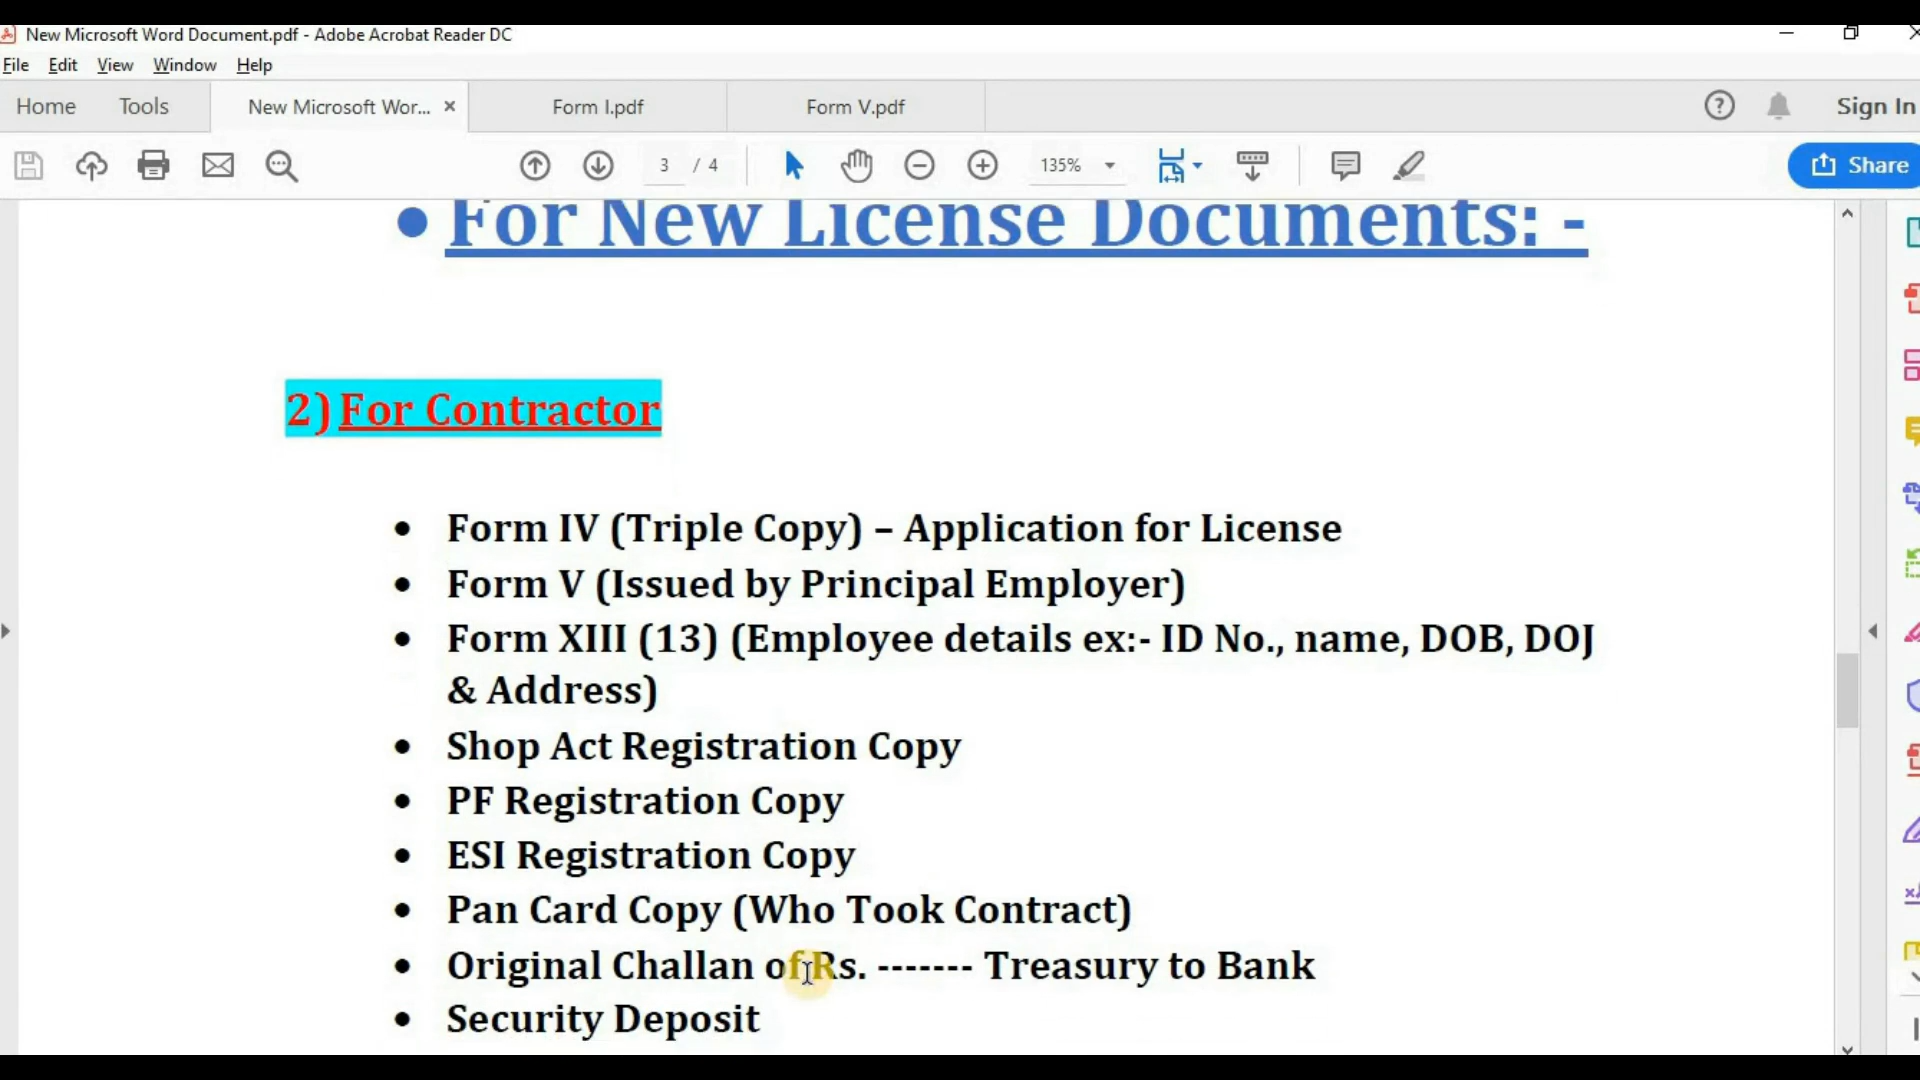 New Microsoft Word Document.pdf - Adobe Acrobat Reader DC
File Edit View Window Help
Home Tools New Microsoft Wor... Form I.pdf Form V.pdf Sign In
3 / 4 135% Share
• For New License Documents: -
2) For Contractor
• Form IV (Triple Copy) – Application for License
• Form V (Issued by Principal Employer)
• Form XIII (13) (Employee details ex:- ID No., name, DOB, DOJ
& Address)
• Shop Act Registration Copy
• PF Registration Copy
• ESI Registration Copy
• Pan Card Copy (Who Took Contract)
• Original Challan of Rs. ------- Treasury to Bank
• Security Deposit